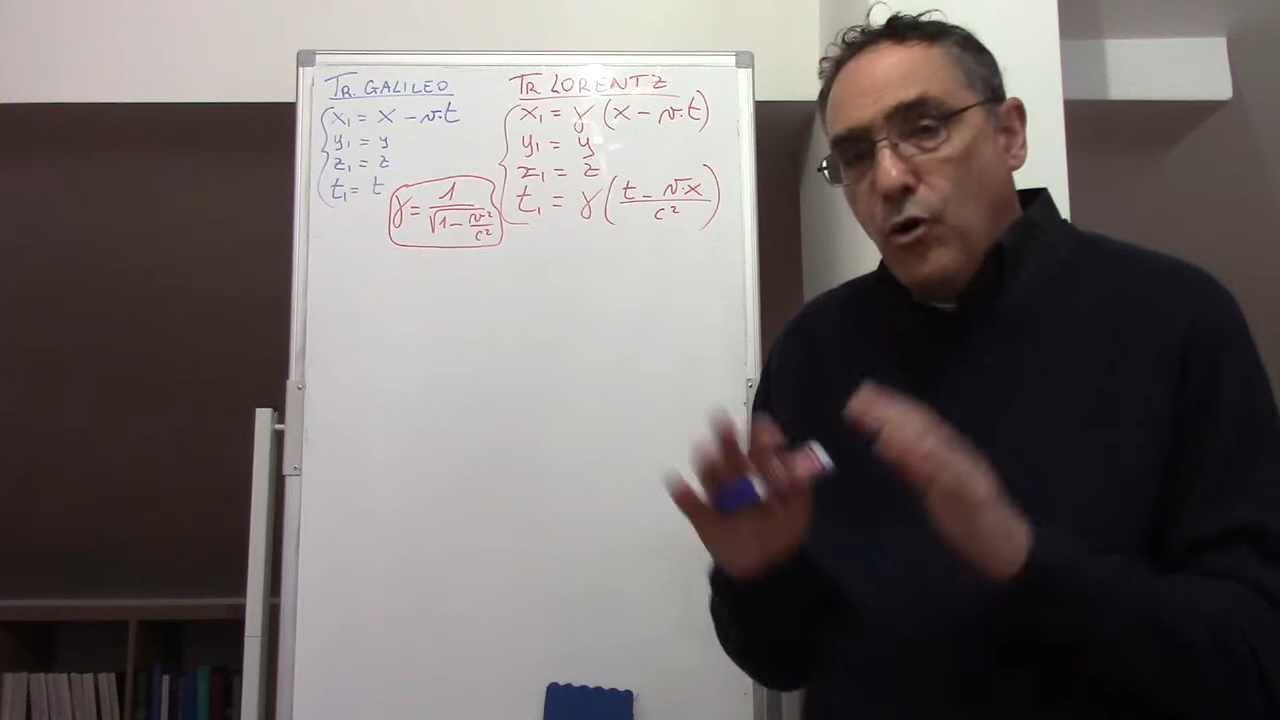 TR. GALILEO
x₁ = x - v·t
y₁ = y
z₁ = z
t₁ = t
γ = 1 / √(1 - v²/c²)
TR. LORENTZ
x₁ = γ (x - v·t)
y₁ = y
z₁ = z
t₁ = γ ((t - v·x) / c²)